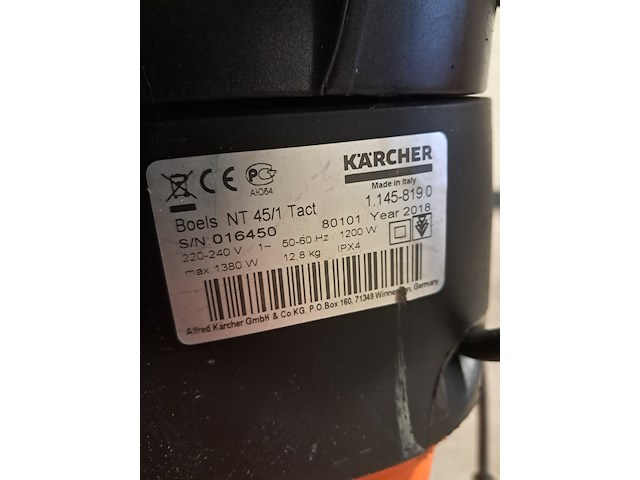 KÄRCHER
Made in Italy
Boels NT 45/1 Tact 1.145-819.0
S/N: 016450 80101 Year 2018
220-240 V 1~ 50-60 Hz 1200 W
max. 1380 W 12,8 kg IPX4
Alfred Kärcher GmbH & Co.KG. P.O Box 160, 71349 Winnenden, Germany